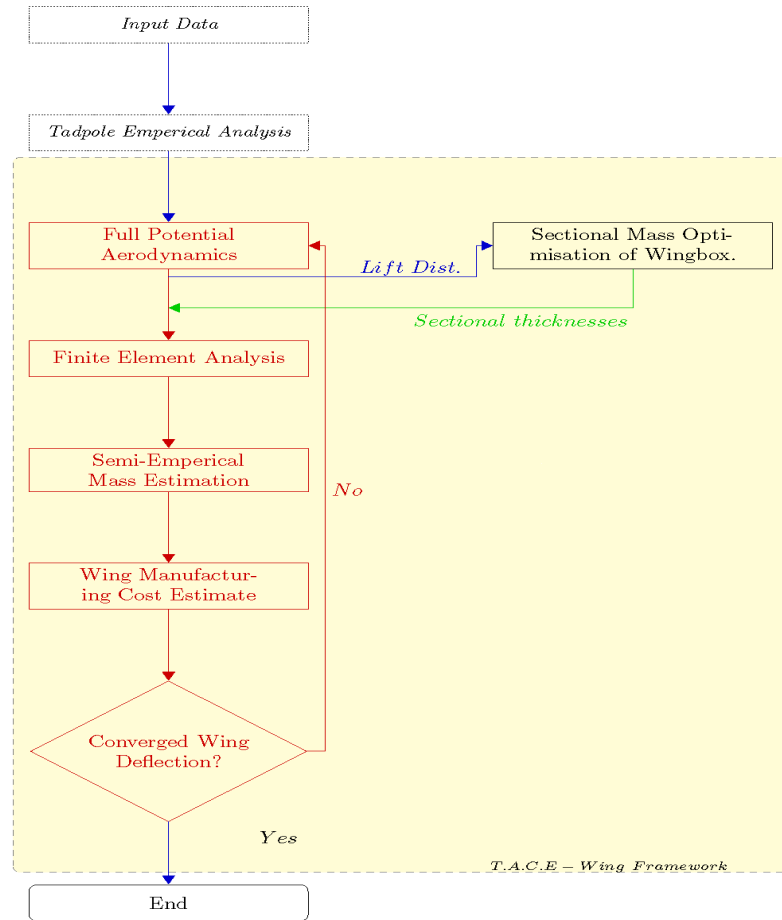 Input Data
Tadpole Emperical Analysis
Full Potential
Aerodynamics
Sectional Mass Opti-
misation of Wingbox.
Lift Dist.
Sectional thicknesses
Finite Element Analysis
Semi-Emperical
Mass Estimation
No
Wing Manufactur-
ing Cost Estimate
Converged Wing
Deflection?
Yes
T.A.C.E – Wing Framework
End